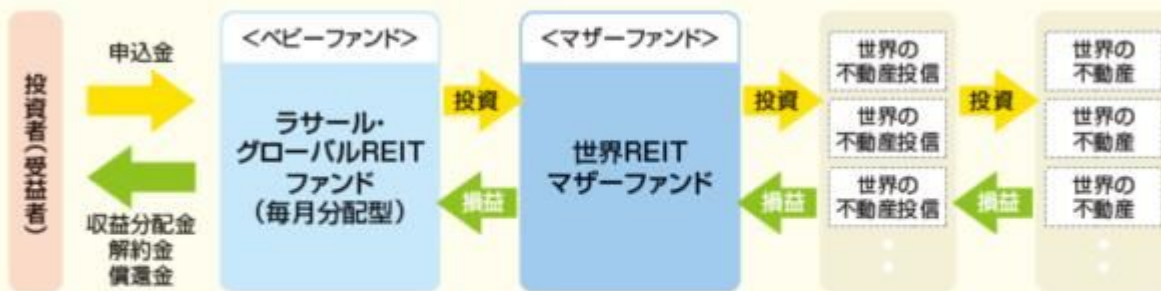 投資者(受益者)
申込金
収益分配金
解約金
償還金
<ベビーファンド>
ラサール・
グローバルREIT
ファンド
(毎月分配型)
投資
損益
<マザーファンド>
世界REIT
マザーファンド
投資
損益
世界の
不動産投信
世界の
不動産投信
世界の
不動産投信
投資
損益
世界の
不動産
世界の
不動産
世界の
不動産